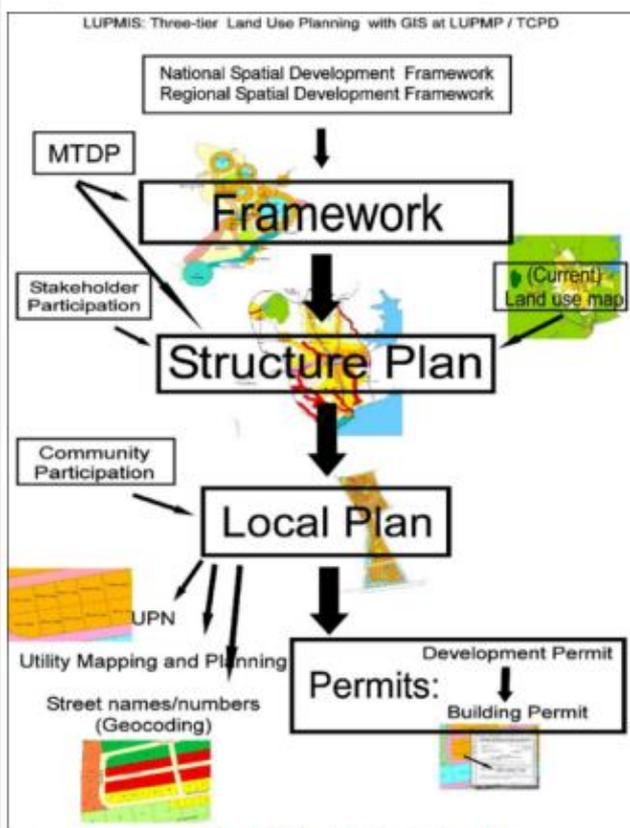 LUPMIS: Three-tier Land Use Planning with GIS at LUPMP / TCPD
National Spatial Development Framework
Regional Spatial Development Framework
MTDP
Framework
Stakeholder
Participation
(Current)
Land use map
Structure Plan
Community
Participation
Local Plan
UPN
Utility Mapping and Planning
Street names/numbers
(Geocoding)
Permits:
Development Permit
Building Permit